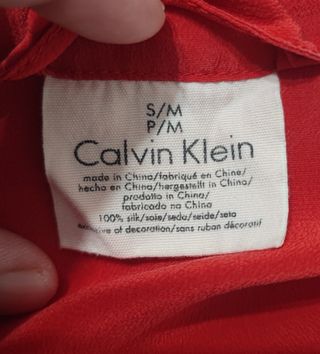 S/M
P/M
Calvin Klein
made in China/fabriqué en Chine/
hecho en China/hergestellt in China/
prodotto in China/
fabricado na China
100% silk/soie/seda/seide/seta
exclusive of decoration/sans ruban décoratif